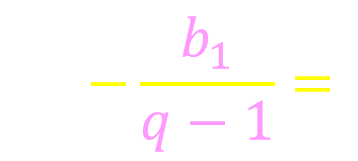 − b₁ / (q − 1) =